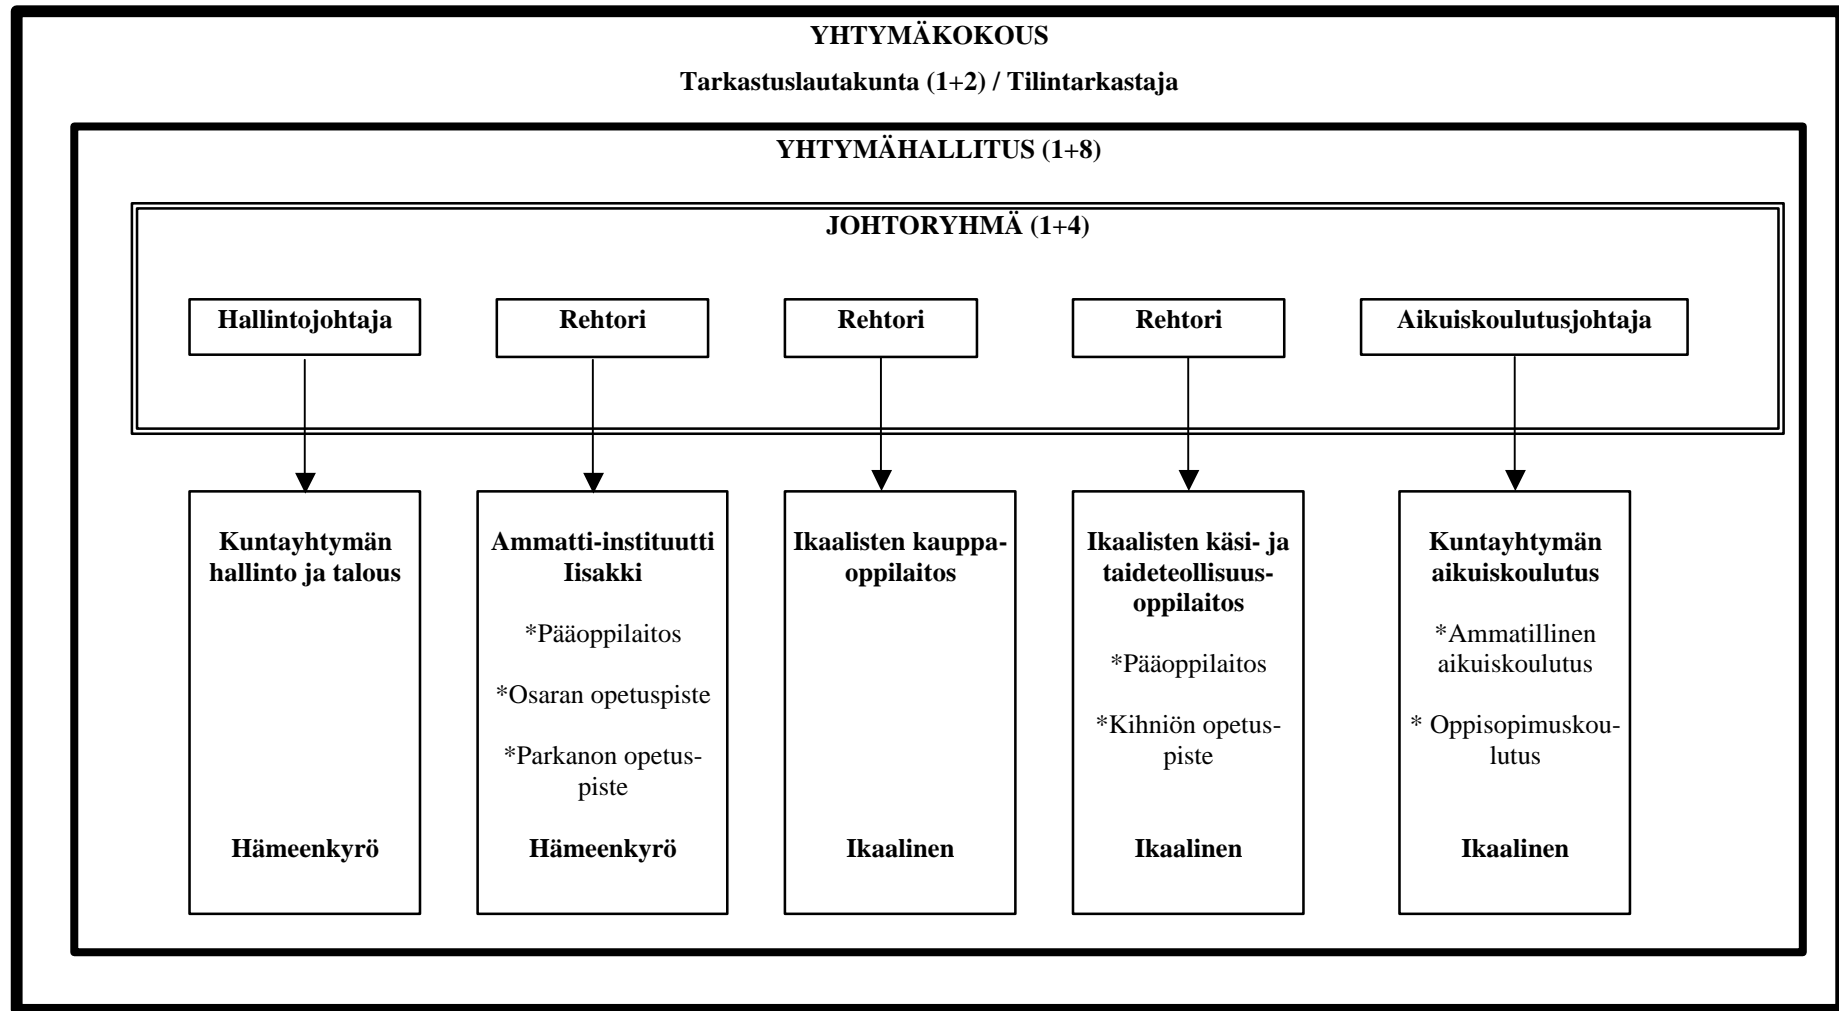 YHTYMÄKOKOUS
Tarkastuslautakunta (1+2) / Tilintarkastaja
YHTYMÄHALLITUS (1+8)
JOHTORYHMÄ (1+4)
Hallintojohtaja
Rehtori
Rehtori
Rehtori
Aikuiskoulutusjohtaja
Kuntayhtymän
hallinto ja talous
Hämeenkyrö
Ammatti-instituutti
Iisakki
*Pääoppilaitos
*Osaran opetuspiste
*Parkanon opetus-
piste
Hämeenkyrö
Ikaalisten kauppa-
oppilaitos
Ikaalinen
Ikaalisten käsi- ja
taideteollisuus-
oppilaitos
*Pääoppilaitos
*Kihniön opetus-
piste
Ikaalinen
Kuntayhtymän
aikuiskoulutus
*Ammatillinen
aikuiskoulutus
* Oppisopimuskou-
lutus
Ikaalinen